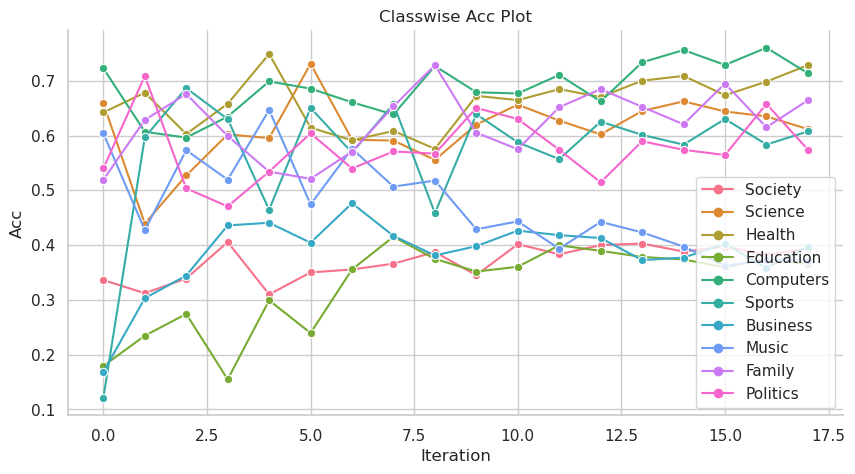 Classwise Acc Plot
Acc
0.7
0.6
0.5
0.4
0.3
0.2
0.1
Society
Science
Health
Education
Computers
Sports
Business
Music
Family
Politics
0.0 2.5 5.0 7.5 10.0 12.5 15.0 17.5
Iteration